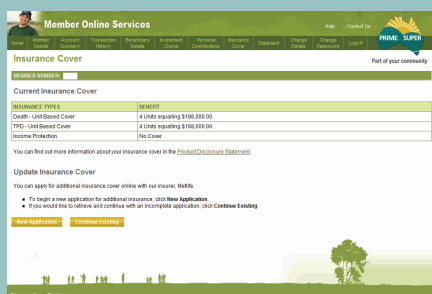 Member Online Services
Help Contact Us
PRIME SUPER
Home Member Details Account Summary Transaction History Beneficiary Details Investment Choice Personal Contributions Insurance Cover Statement Change Details Change Password Logoff
Insurance Cover
Part of your community
MEMBER NUMBER:
Current Insurance Cover
INSURANCE TYPES BENEFIT
Death - Unit Based Cover 4 Units equalling $188,000.00
TPD - Unit Based Cover 4 Units equalling $188,000.00
Income Protection No Cover
You can find out more information about your insurance cover in the Product Disclosure Statement.
Update Insurance Cover
You can apply for additional insurance cover online with our insurer, Metlife.
To begin a new application for additional insurance, click New Application.
If you would like to retrieve and continue with an incomplete application, click Continue Existing.
New Application Continue Existing